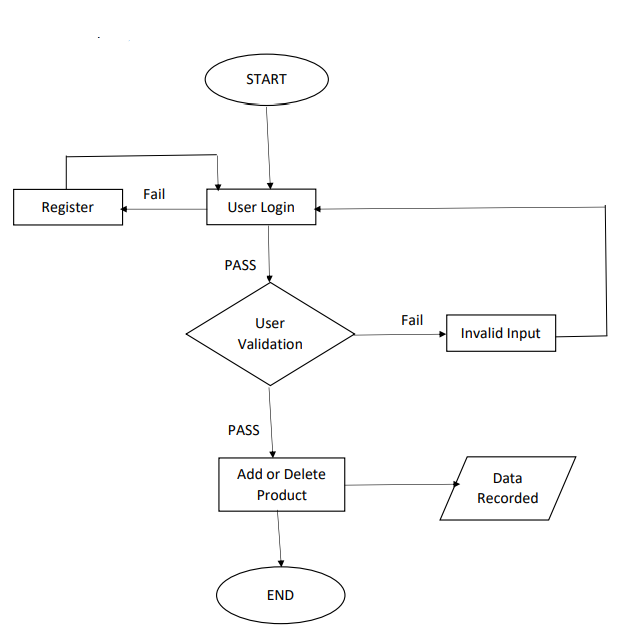 START
Fail
Register
User Login
PASS
User
Validation
Fail
Invalid Input
PASS
Add or Delete
Product
Data
Recorded
END